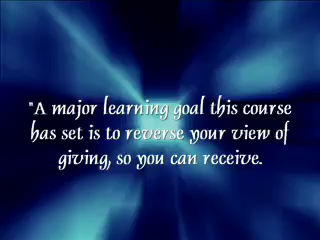 "A major learning goal this course
has set is to reverse your view of
giving, so you can receive.